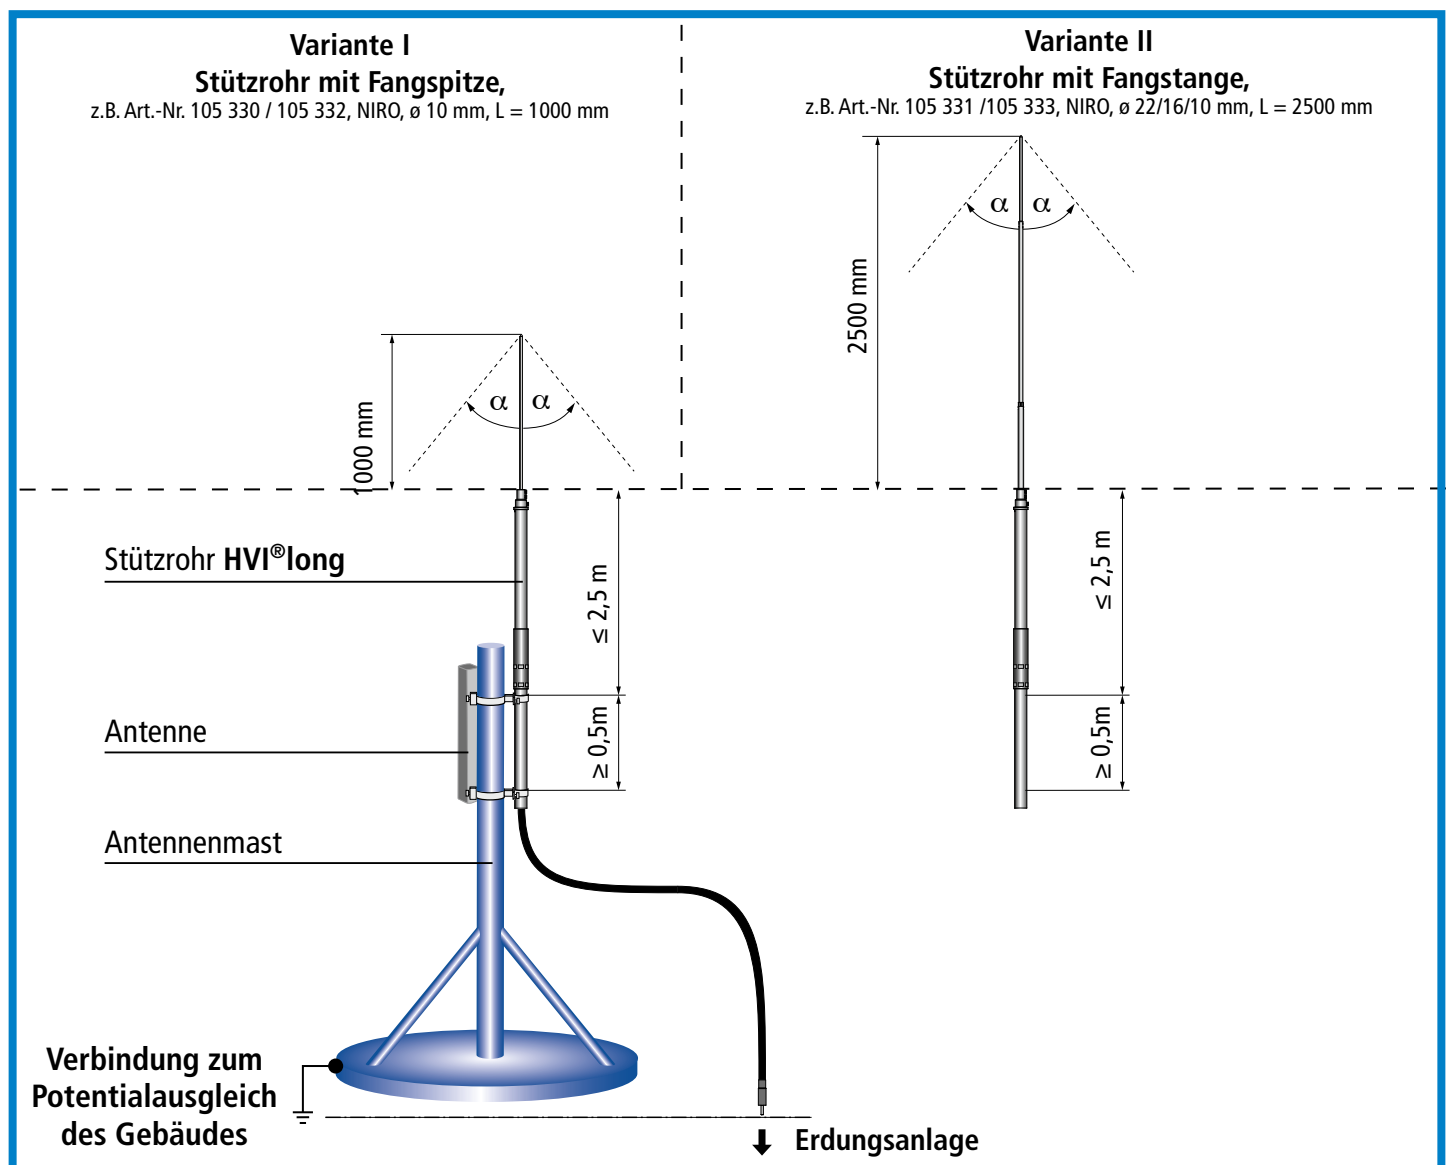 Variante I
Stützrohr mit Fangspitze,
z.B. Art.-Nr. 105 330 / 105 332, NIRO, ø 10 mm, L = 1000 mm
Variante II
Stützrohr mit Fangstange,
z.B. Art.-Nr. 105 331 /105 333, NIRO, ø 22/16/10 mm, L = 2500 mm
α α
2500 mm
α α
1000 mm
Stützrohr HVI®long
≤ 2,5 m
≤ 2,5 m
Antenne
≥ 0,5m
≥ 0,5m
Antennenmast
Verbindung zum
Potentialausgleich
des Gebäudes
Erdungsanlage